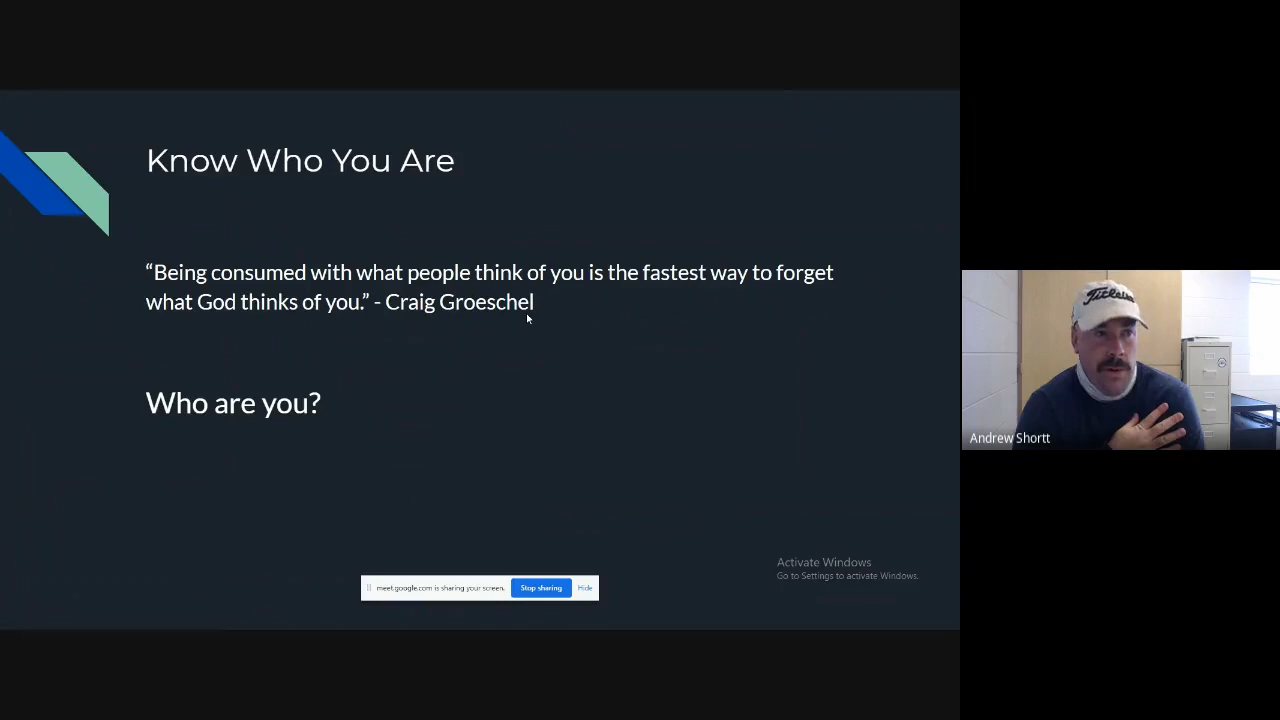 Know Who You Are
“Being consumed with what people think of you is the fastest way to forget
what God thinks of you.” - Craig Groeschel
Who are you?
Titleist
Andrew Shortt
Activate Windows
Go to Settings to activate Windows.
meet.google.com is sharing your screen. Stop sharing Hide